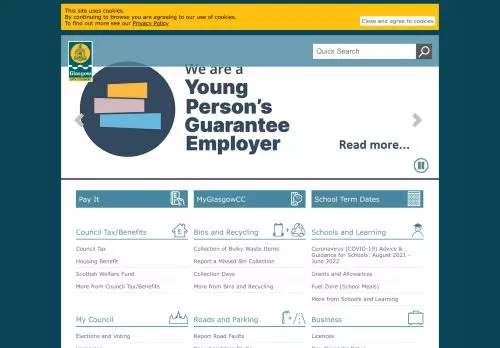 This site uses cookies.
By continuing to browse you are agreeing to our use of cookies.
To find out more see our Privacy Policy
Close and agree to cookies
Glasgow
Quick Search
We are a
Young
Person's
Guarantee
Employer
Read more...
Pay It
MyGlasgowCC
School Term Dates
Council Tax/Benefits
Council Tax
Housing Benefit
Scottish Welfare Fund
More from Council Tax/Benefits
Bins and Recycling
Collection of Bulky Waste Items
Report a Missed Bin Collection
Collection Days
More from Bins and Recycling
Schools and Learning
Coronavirus (COVID-19) Advice &
Guidance for Schools: August 2021 -
June 2022
Grants and Allowances
Fuel Zone (School Meals)
More from Schools and Learning
My Council
Elections and Voting
Roads and Parking
Report Road Faults
Business
Licences